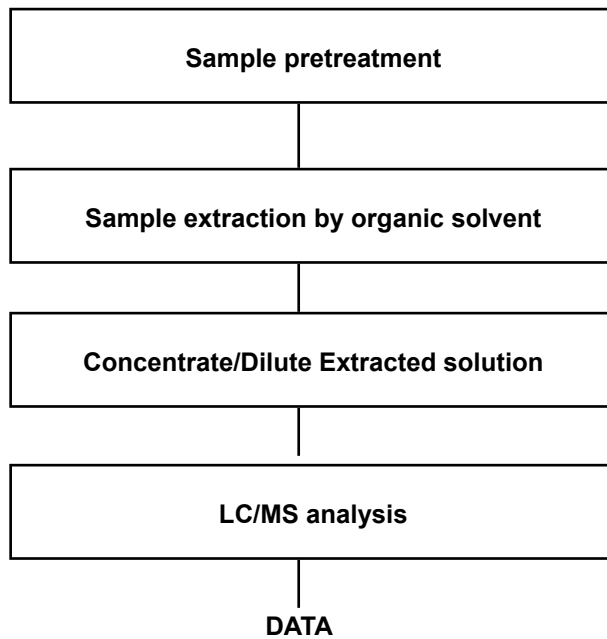 Sample pretreatment
Sample extraction by organic solvent
Concentrate/Dilute Extracted solution
LC/MS analysis
DATA